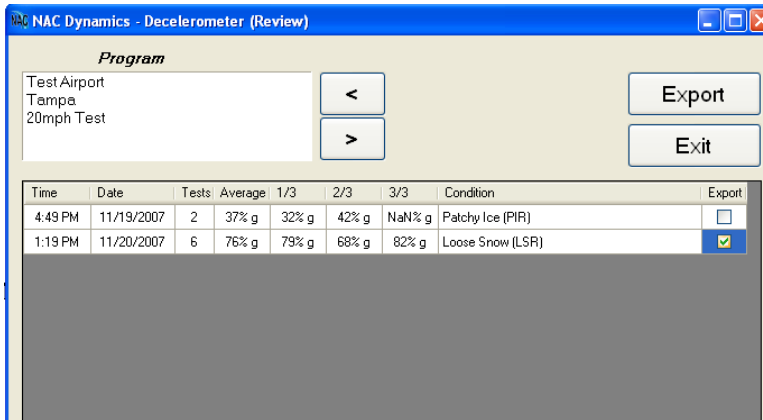 NAC NAC Dynamics - Decelerometer (Review)
Program
Test Airport
Tampa
20mph Test
<
>
Export
Exit
Time Date Tests Average 1/3 2/3 3/3 Condition Export
4:49 PM 11/19/2007 2 37% g 32% g 42% g NaN% g Patchy Ice (PIR)
1:19 PM 11/20/2007 6 76% g 79% g 68% g 82% g Loose Snow (LSR)